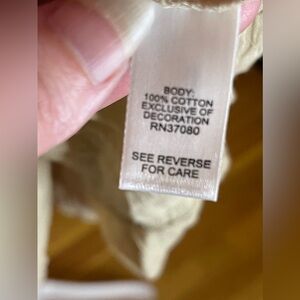 BODY:
100% COTTON
EXCLUSIVE OF
DECORATION
RN37080
SEE REVERSE
FOR CARE